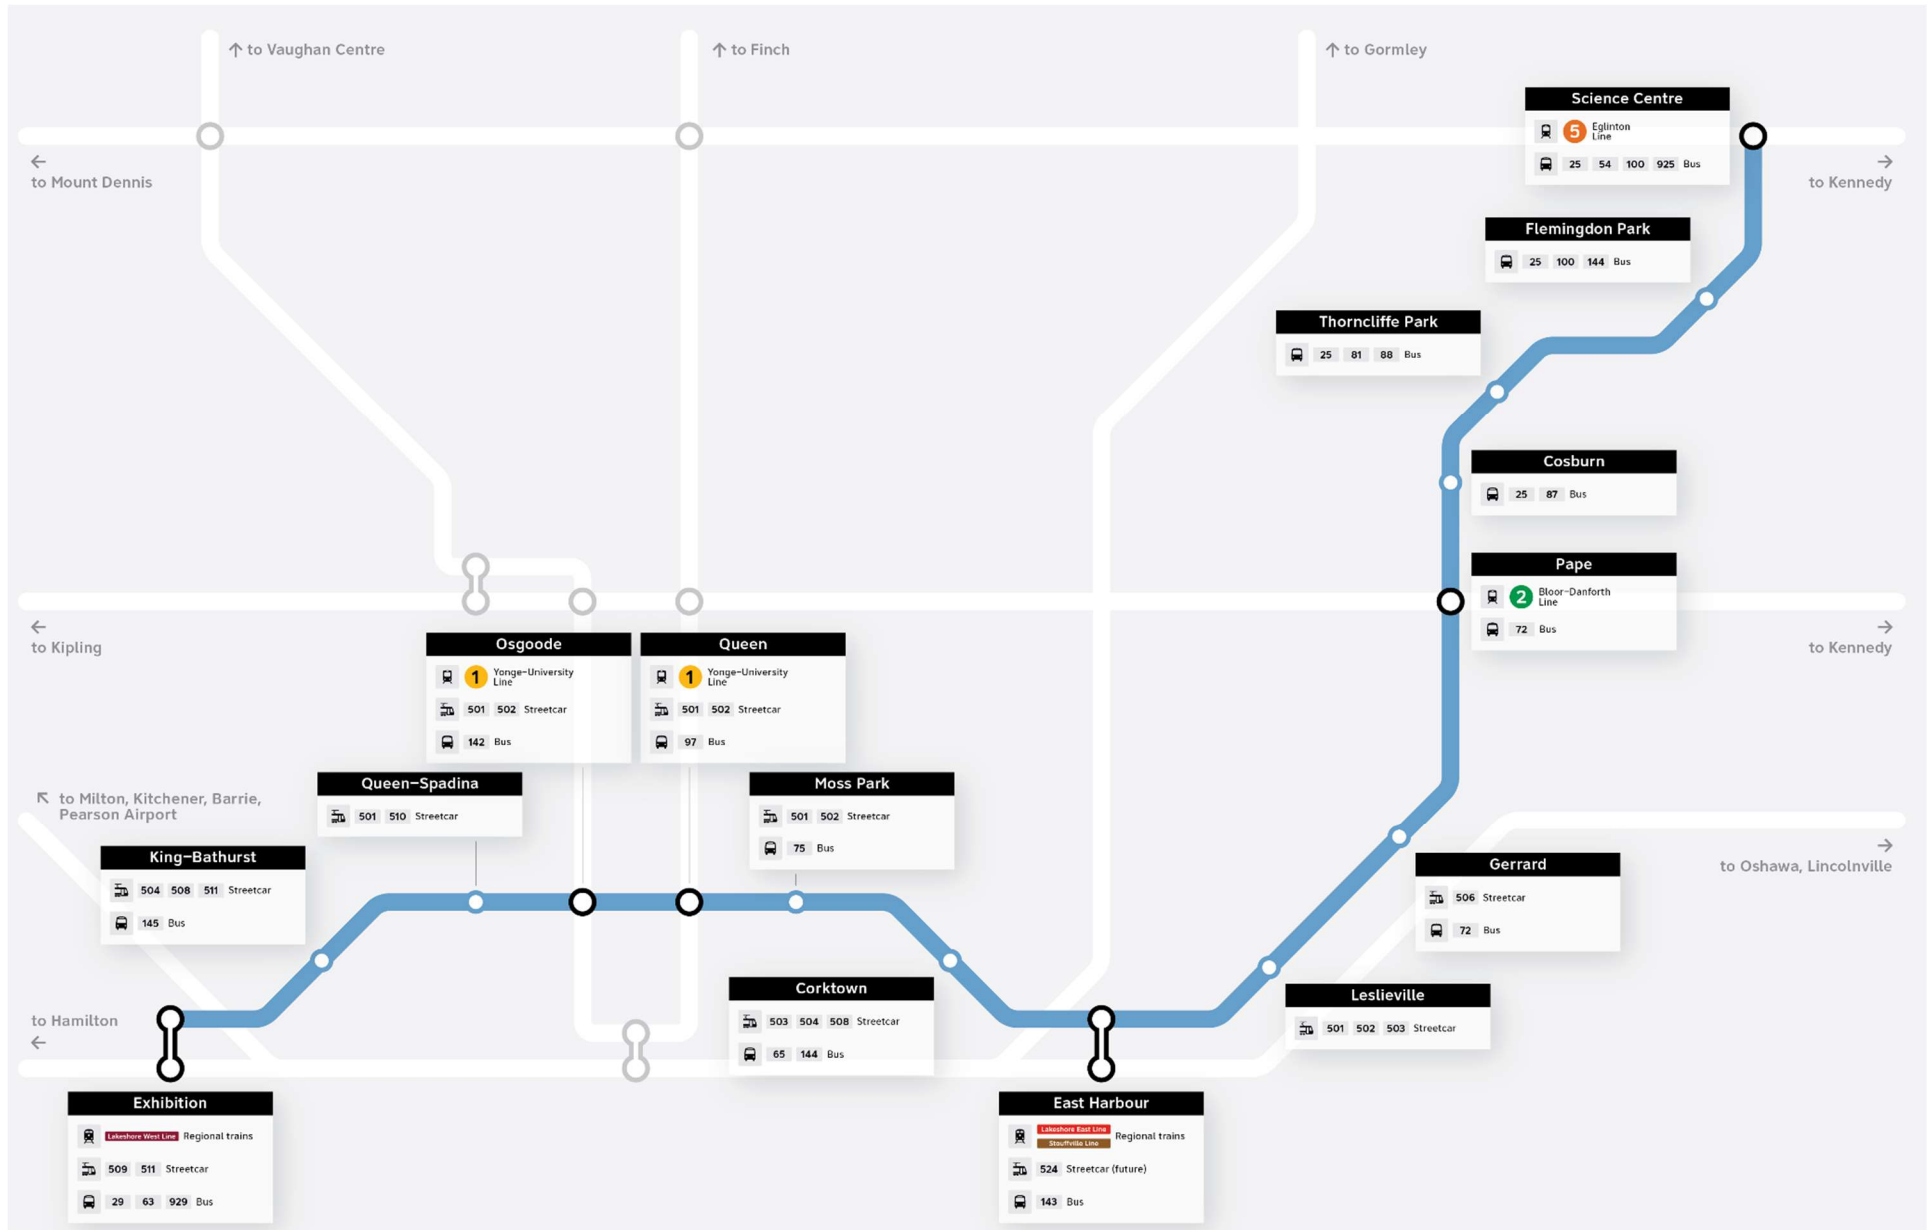 ↑ to Vaughan Centre
↑ to Finch
↑ to Gormley
Science Centre
5 Eglinton
Line
25 54 100 925 Bus
←
to Mount Dennis
→
to Kennedy
Flemingdon Park
25 100 144 Bus
Thorncliffe Park
25 81 88 Bus
Cosburn
25 87 Bus
Pape
2 Bloor-Danforth
Line
72 Bus
←
to Kipling
→
to Kennedy
Osgoode
1 Yonge-University
Line
501 502 Streetcar
142 Bus
Queen
1 Yonge-University
Line
501 502 Streetcar
97 Bus
Queen-Spadina
501 510 Streetcar
Moss Park
501 502 Streetcar
75 Bus
↖ to Milton, Kitchener, Barrie,
Pearson Airport
King-Bathurst
504 508 511 Streetcar
145 Bus
→
to Oshawa, Lincolnville
Gerrard
506 Streetcar
72 Bus
Corktown
503 504 508 Streetcar
65 144 Bus
Leslieville
501 502 503 Streetcar
to Hamilton
←
Exhibition
Lakeshore West Line Regional trains
509 511 Streetcar
29 63 929 Bus
East Harbour
Lakeshore East Line
Stouffville Line
Regional trains
524 Streetcar (future)
143 Bus